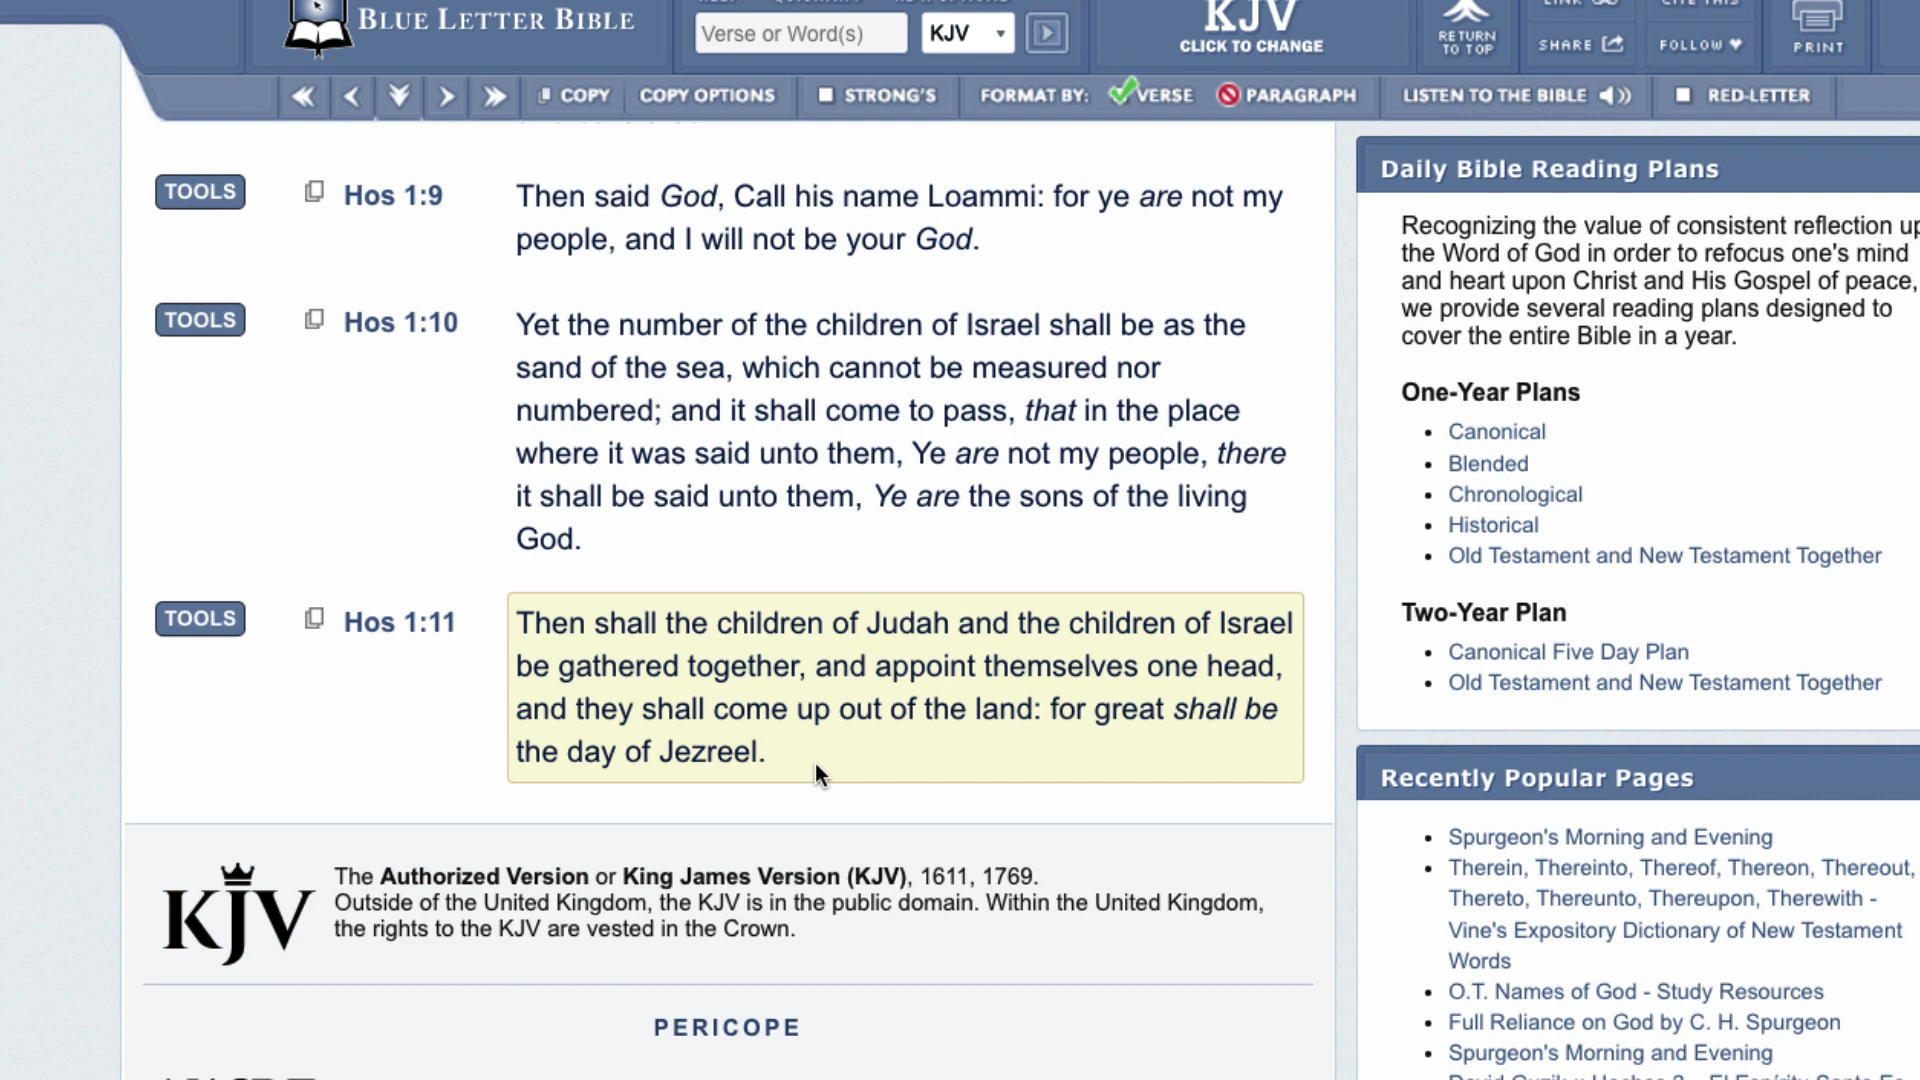 BLUE LETTER BIBLE
Verse or Word(s)
KJV
KJV
CLICK TO CHANGE
RETURN
TO TOP
SHARE
CITE THIS
FOLLOW
PRINT
COPY
COPY OPTIONS
STRONG'S
FORMAT BY:
VERSE
PARAGRAPH
LISTEN TO THE BIBLE
RED-LETTER
TOOLS
Hos 1:9
Then said God, Call his name Loammi: for ye are not my
people, and I will not be your God.
TOOLS
Hos 1:10
Yet the number of the children of Israel shall be as the
sand of the sea, which cannot be measured nor
numbered; and it shall come to pass, that in the place
where it was said unto them, Ye are not my people, there
it shall be said unto them, Ye are the sons of the living
God.
TOOLS
Hos 1:11
Then shall the children of Judah and the children of Israel
be gathered together, and appoint themselves one head,
and they shall come up out of the land: for great shall be
the day of Jezreel.
KJV
The Authorized Version or King James Version (KJV), 1611, 1769.
Outside of the United Kingdom, the KJV is in the public domain. Within the United Kingdom,
the rights to the KJV are vested in the Crown.
PERICOPE
Daily Bible Reading Plans
Recognizing the value of consistent reflection
the Word of God in order to refocus one's mind
and heart upon Christ and His Gospel of peace,
we provide several reading plans designed to
cover the entire Bible in a year.
One-Year Plans
Canonical
Blended
Chronological
Historical
Old Testament and New Testament Together
Two-Year Plan
Canonical Five Day Plan
Old Testament and New Testament Together
Recently Popular Pages
Spurgeon's Morning and Evening
Therein, Thereinto, Thereof, Thereon, Thereout,
Thereto, Thereunto, Thereupon, Therewith -
Vine's Expository Dictionary of New Testament
Words
O.T. Names of God - Study Resources
Full Reliance on God by C. H. Spurgeon
Spurgeon's Morning and Evening